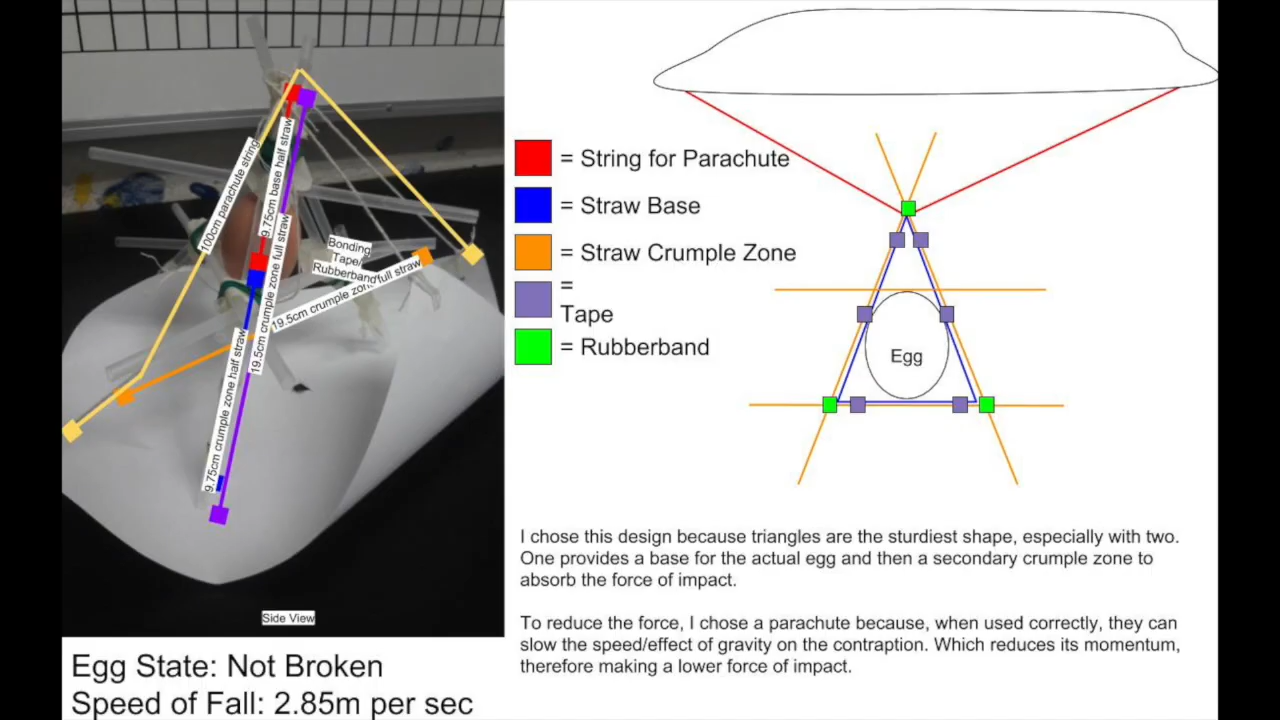 100cm parachute string
9.75cm base half straw
19.5cm crumple zone full straw
Bonding
Tape/
Rubberband
19.5cm crumple zone full straw
9.75cm crumple zone half straw
Side View
Egg State: Not Broken
Speed of Fall: 2.85m per sec
= String for Parachute
= Straw Base
= Straw Crumple Zone
=
Tape
= Rubberband
Egg
I chose this design because triangles are the sturdiest shape, especially with two.
One provides a base for the actual egg and then a secondary crumple zone to
absorb the force of impact.
To reduce the force, I chose a parachute because, when used correctly, they can
slow the speed/effect of gravity on the contraption. Which reduces its momentum,
therefore making a lower force of impact.